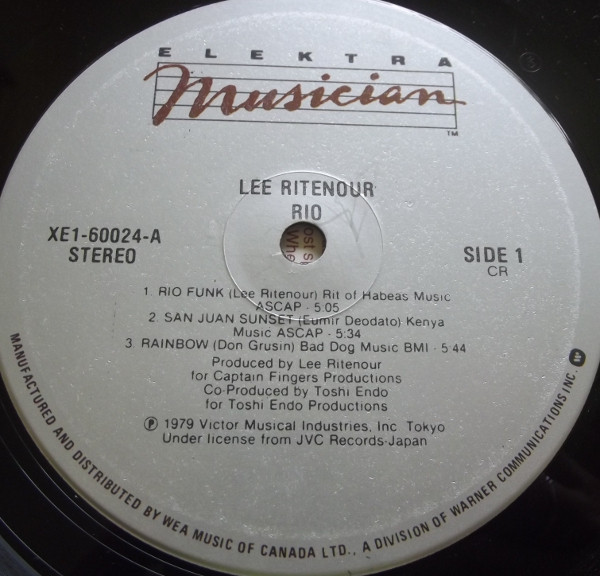 ELEKTRA
Musician
TM
LEE RITENOUR
RIO
XE1-60024-A
STEREO
SIDE 1
CR
1. RIO FUNK (Lee Ritenour) Rit of Habeas Music
ASCAP - 5:05
2. SAN JUAN SUNSET (Eumir Deodato) Kenya
Music ASCAP - 5:34
3. RAINBOW (Don Grusin) Bad Dog Music BMI - 5:44
Produced by Lee Ritenour
for Captain Fingers Productions
Co-Produced by Toshi Endo
for Toshi Endo Productions
℗ 1979 Victor Musical Industries, Inc. Tokyo
Under license from JVC Records-Japan
MANUFACTURED AND DISTRIBUTED BY WEA MUSIC OF CANADA LTD., A DIVISION OF WARNER COMMUNICATIONS INC.